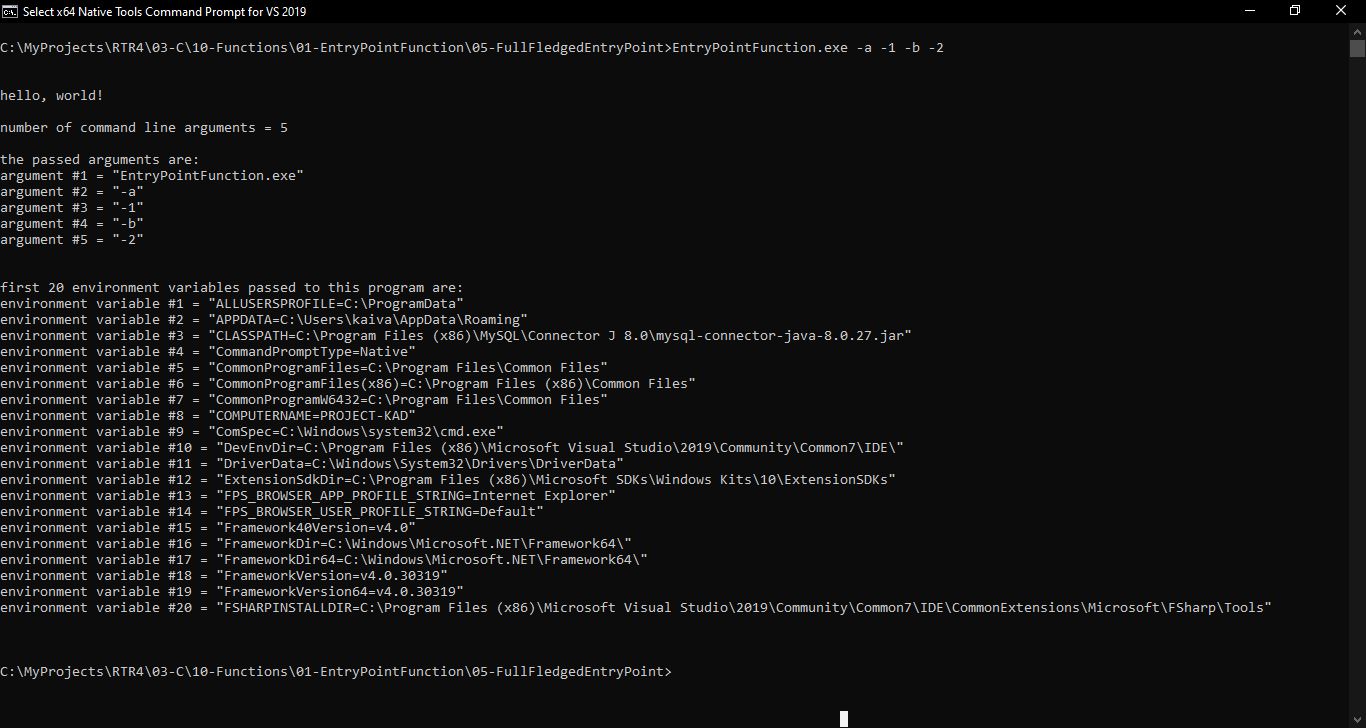 Select x64 Native Tools Command Prompt for VS 2019
C:\MyProjects\RTR4\03-C\10-Functions\01-EntryPointFunction\05-FullFledgedEntryPoint>EntryPointFunction.exe -a -1 -b -2
hello, world!
number of command line arguments = 5
the passed arguments are:
argument #1 = "EntryPointFunction.exe"
argument #2 = "-a"
argument #3 = "-1"
argument #4 = "-b"
argument #5 = "-2"
first 20 environment variables passed to this program are:
environment variable #1 = "ALLUSERSPROFILE=C:\ProgramData"
environment variable #2 = "APPDATA=C:\Users\kaiva\AppData\Roaming"
environment variable #3 = "CLASSPATH=C:\Program Files (x86)\MySQL\Connector J 8.0\mysql-connector-java-8.0.27.jar"
environment variable #4 = "CommandPromptType=Native"
environment variable #5 = "CommonProgramFiles=C:\Program Files\Common Files"
environment variable #6 = "CommonProgramFiles(x86)=C:\Program Files (x86)\Common Files"
environment variable #7 = "CommonProgramW6432=C:\Program Files\Common Files"
environment variable #8 = "COMPUTERNAME=PROJECT-KAD"
environment variable #9 = "ComSpec=C:\Windows\system32\cmd.exe"
environment variable #10 = "DevEnvDir=C:\Program Files (x86)\Microsoft Visual Studio\2019\Community\Common7\IDE\"
environment variable #11 = "DriverData=C:\Windows\System32\Drivers\DriverData"
environment variable #12 = "ExtensionSdkDir=C:\Program Files (x86)\Microsoft SDKs\Windows Kits\10\ExtensionSDKs"
environment variable #13 = "FPS_BROWSER_APP_PROFILE_STRING=Internet Explorer"
environment variable #14 = "FPS_BROWSER_USER_PROFILE_STRING=Default"
environment variable #15 = "Framework40Version=v4.0"
environment variable #16 = "FrameworkDir=C:\Windows\Microsoft.NET\Framework64\"
environment variable #17 = "FrameworkDir64=C:\Windows\Microsoft.NET\Framework64\"
environment variable #18 = "FrameworkVersion=v4.0.30319"
environment variable #19 = "FrameworkVersion64=v4.0.30319"
environment variable #20 = "FSHARPINSTALLDIR=C:\Program Files (x86)\Microsoft Visual Studio\2019\Community\Common7\IDE\CommonExtensions\Microsoft\FSharp\Tools"
C:\MyProjects\RTR4\03-C\10-Functions\01-EntryPointFunction\05-FullFledgedEntryPoint>